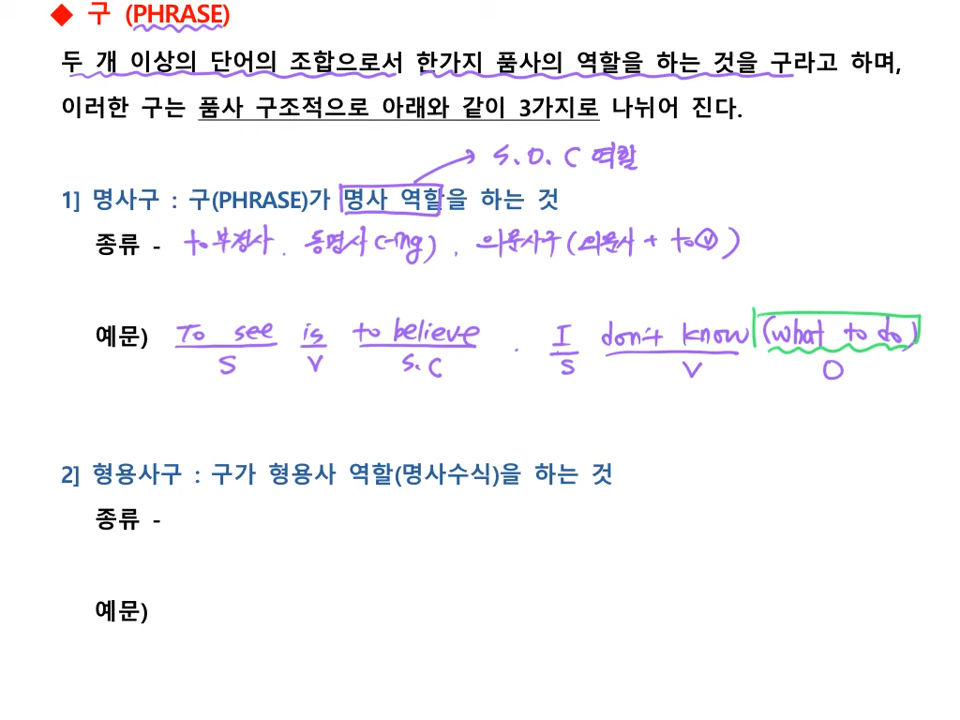 ◆ 구 (PHRASE)
두 개 이상의 단어의 조합으로서 한가지 품사의 역할을 하는 것을 구라고 하며,
이러한 구는 품사 구조적으로 아래와 같이 3가지로 나뉘어 진다.
→ S.O.C 역할
1] 명사구 : 구(PHRASE)가 명사 역할을 하는 것
종류 - to부정사. 동명사(-ing), 의문사구(의문사 + toⓥ)
예문) To see is to believe. I don't know (what to do)
S V S.C S V O
2] 형용사구 : 구가 형용사 역할(명사수식)을 하는 것
종류 -
예문)